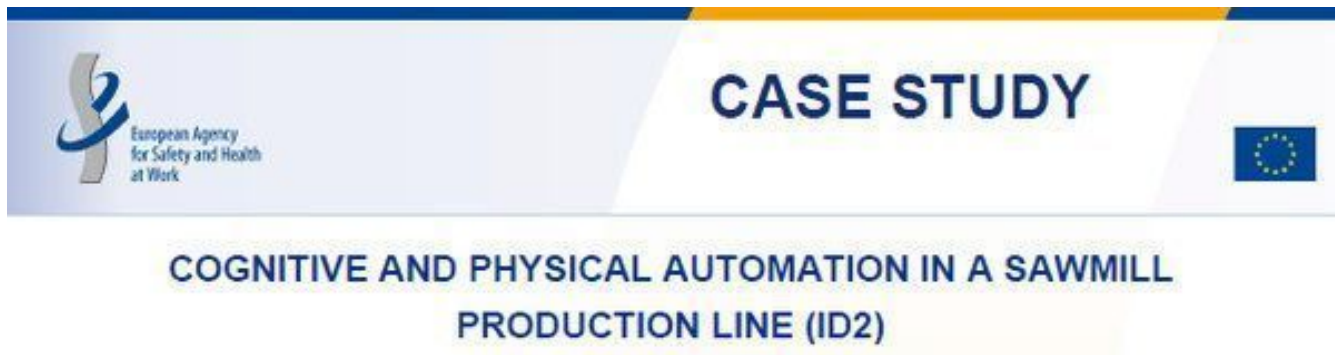 CASE STUDY
European Agency
for Safety and Health
at Work
COGNITIVE AND PHYSICAL AUTOMATION IN A SAWMILL
PRODUCTION LINE (ID2)